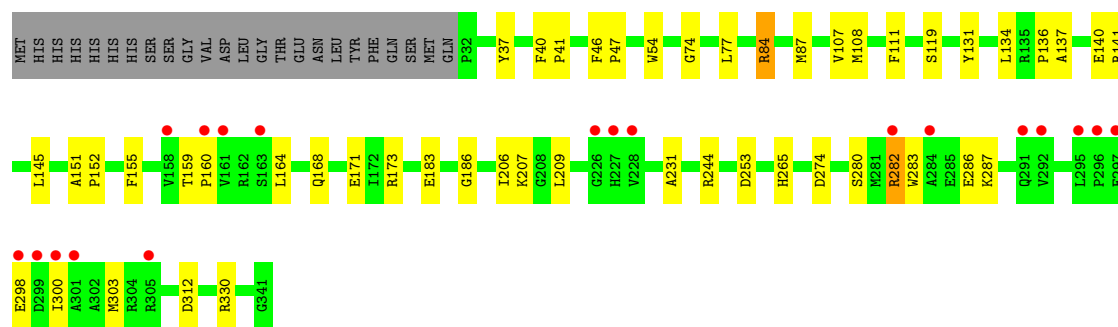 MET HIS HIS HIS HIS HIS HIS SER SER GLY VAL ASP LEU GLY THR GLU ASN LEU TYR PHE GLN SER MET GLN P32 Y37 F40 P41 F46 P47 W54 G74 L77 R84 M87 V107 M108 F111 S119 Y131 L134 R135 P136 A137 E140
L145 A151 P152 F155 V158 T159 P160 V161 R162 S163 L164 Q168 E171 I172 R173 E183 G186 I206 K207 G208 L209 G226 H227 V228 A231 R244 D253 H265 D274 S280 M281 R282 W283 A284 E285 E286 K287 Q291 V292 L295 P296
E298 D299 I300 A301 A302 M303 R304 R305 D312 R330 G341